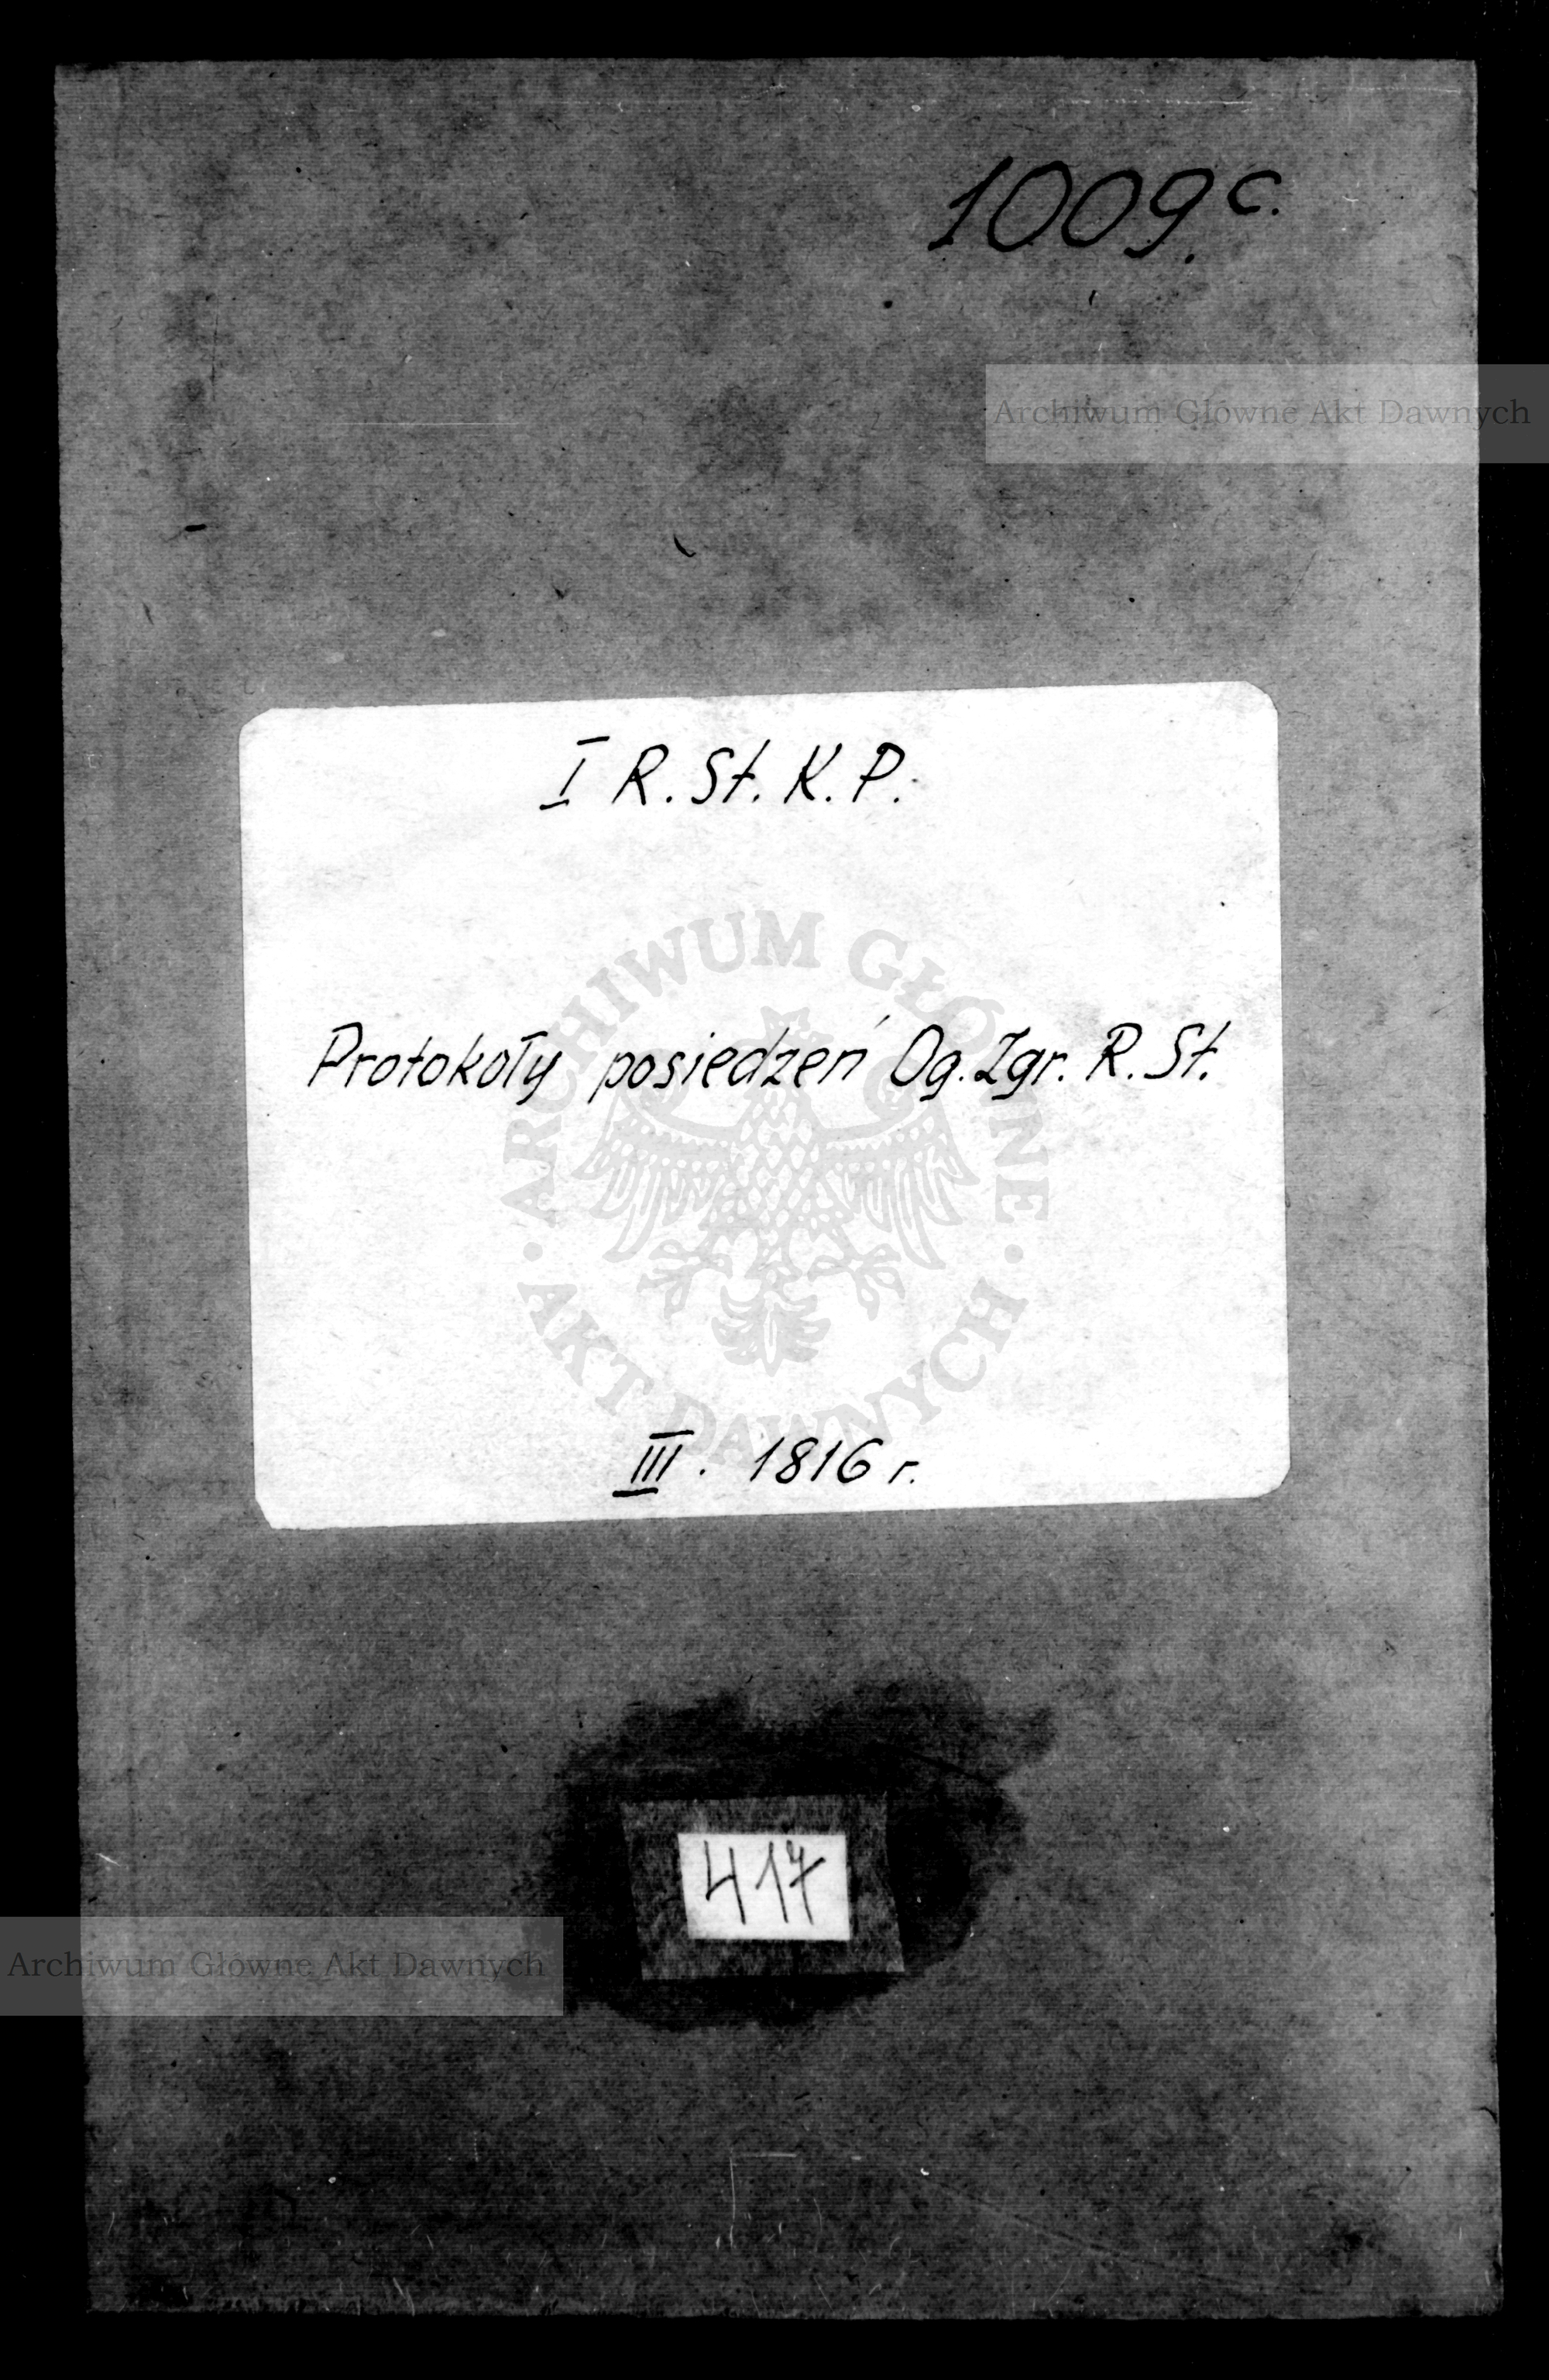 1009.c.
Archiwum Główne Akt Dawnych
I R. St. K. P.
Protokoły posiedzeń Og. Zgr. R. St.
ARCHIWUM GŁÓWNE
AKT DAWNYCH
III. 1816 r.
417
Archiwum Główne Akt Dawnych